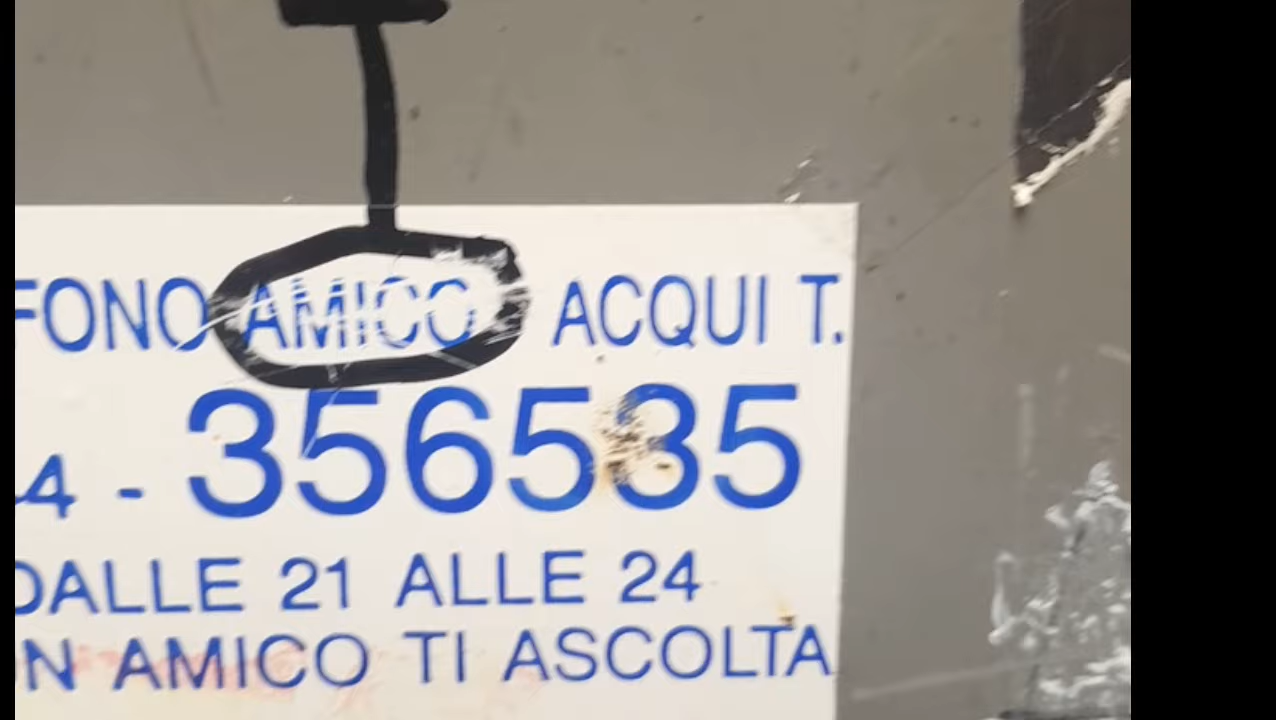 FONO AMICO ACQUI T.
4 - 356535
DALLE 21 ALLE 24
N AMICO TI ASCOLTA